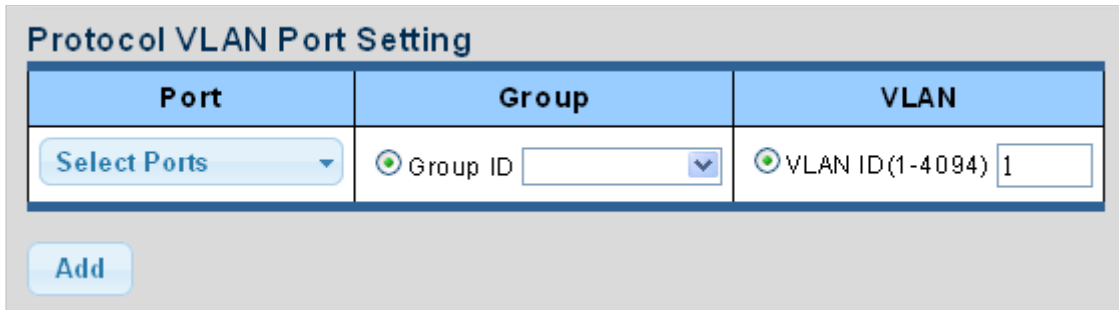 Protocol VLAN Port Setting
Port Group VLAN
Select Ports Group ID VLAN ID(1-4094) 1
Add